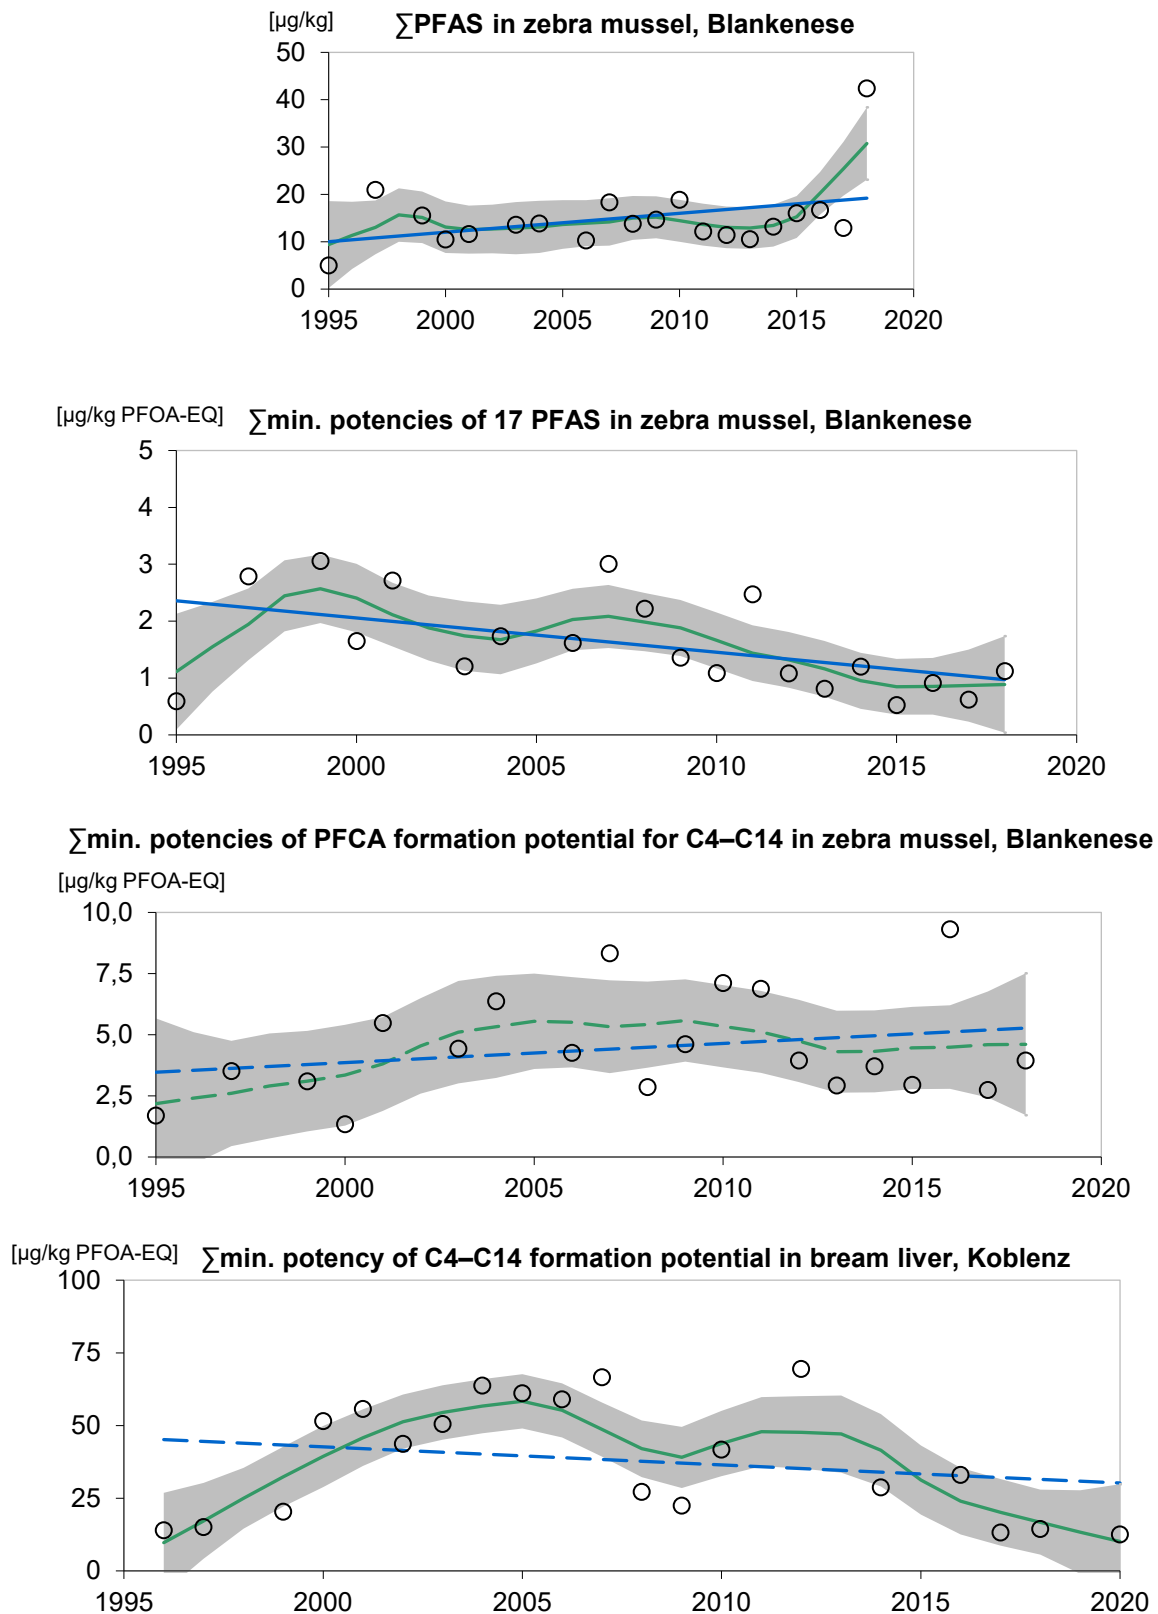 [µg/kg]
∑PFAS in zebra mussel, Blankenese
50
40
30
20
10
0
1995 2000 2005 2010 2015 2020
[µg/kg PFOA-EQ]
∑min. potencies of 17 PFAS in zebra mussel, Blankenese
5
4
3
2
1
0
1995 2000 2005 2010 2015 2020
∑min. potencies of PFCA formation potential for C4–C14 in zebra mussel, Blankenese
[µg/kg PFOA-EQ]
10,0
7,5
5,0
2,5
0,0
1995 2000 2005 2010 2015 2020
[µg/kg PFOA-EQ]
∑min. potency of C4–C14 formation potential in bream liver, Koblenz
100
75
50
25
0
1995 2000 2005 2010 2015 2020